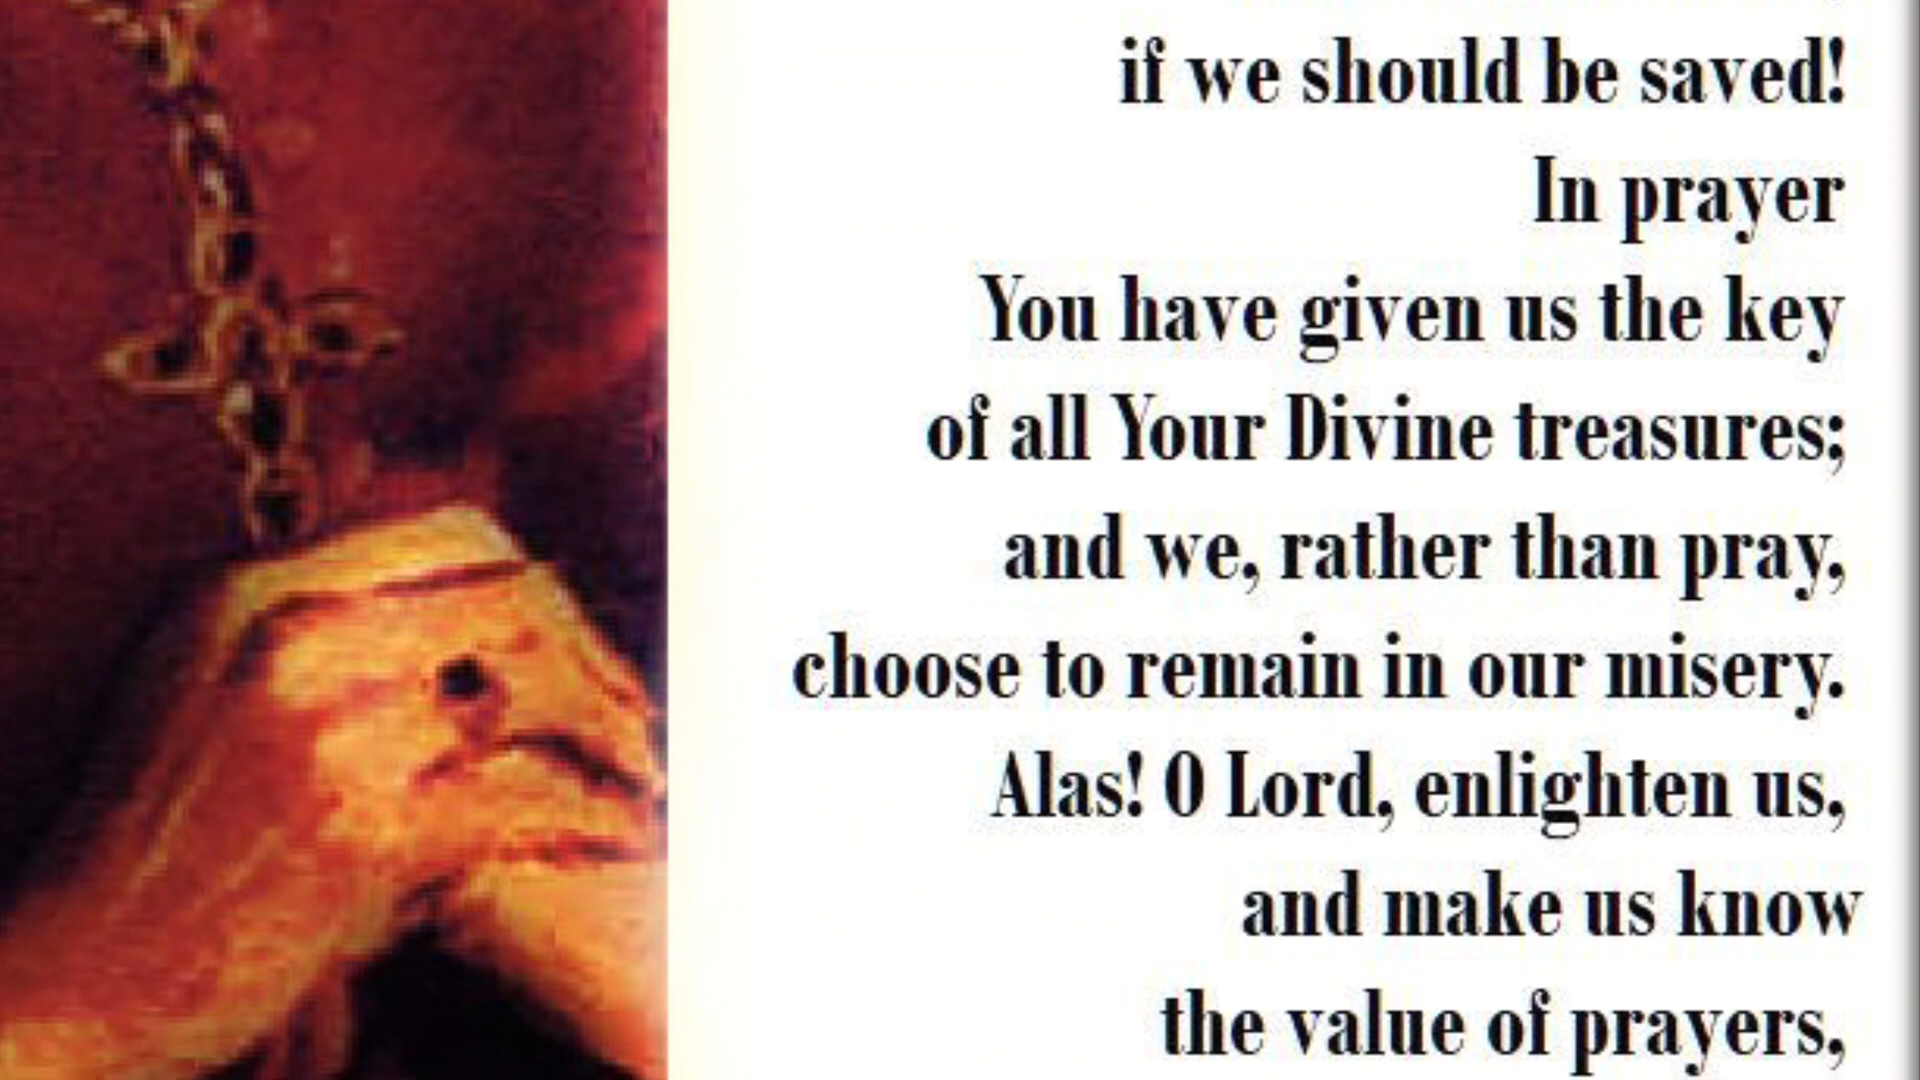 if we should be saved!
In prayer
You have given us the key
of all Your Divine treasures;
and we, rather than pray,
choose to remain in our misery.
Alas! O Lord, enlighten us,
and make us know
the value of prayers,